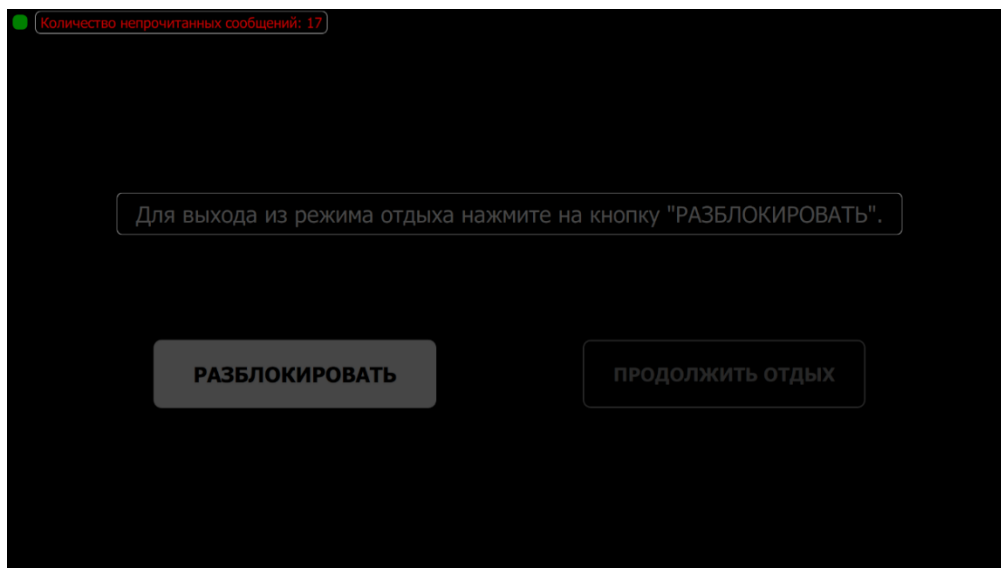 Количество непрочитанных сообщений: 17
Для выхода из режима отдыха нажмите на кнопку "РАЗБЛОКИРОВАТЬ".
РАЗБЛОКИРОВАТЬ
ПРОДОЛЖИТЬ ОТДЫХ